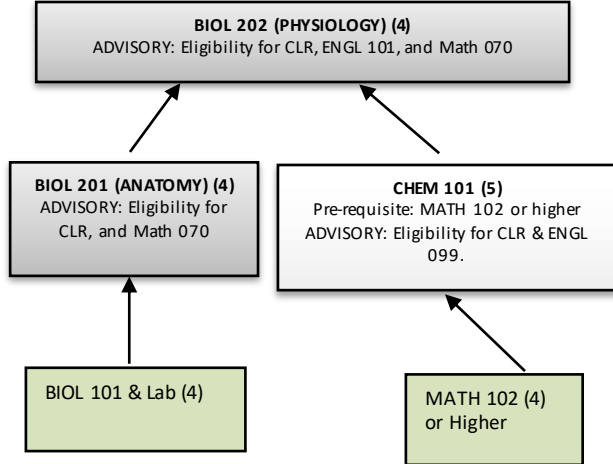 BIOL 202 (PHYSIOLOGY) (4)
ADVISORY: Eligibility for CLR, ENGL 101, and Math 070
BIOL 201 (ANATOMY) (4)
ADVISORY: Eligibility for
CLR, and Math 070
CHEM 101 (5)
Pre-requisite: MATH 102 or higher
ADVISORY: Eligibility for CLR & ENGL
099.
BIOL 101 & Lab (4)
MATH 102 (4)
or Higher